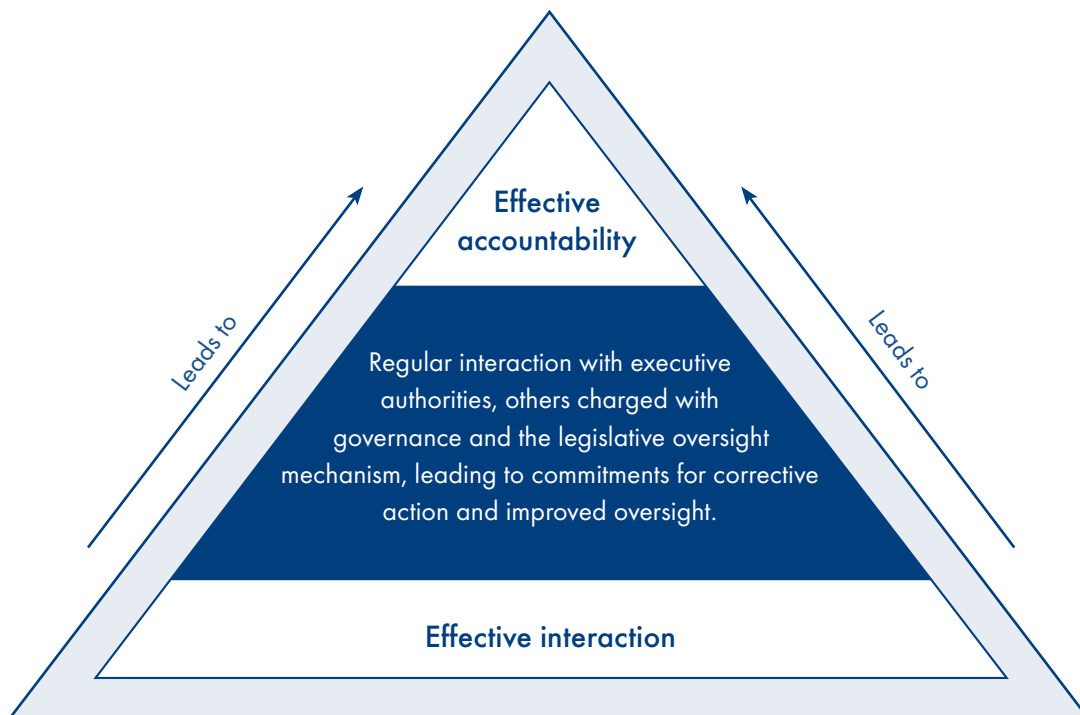 Effective
accountability
Leads to
Leads to
Regular interaction with executive
authorities, others charged with
governance and the legislative oversight
mechanism, leading to commitments for corrective
action and improved oversight.
Effective interaction